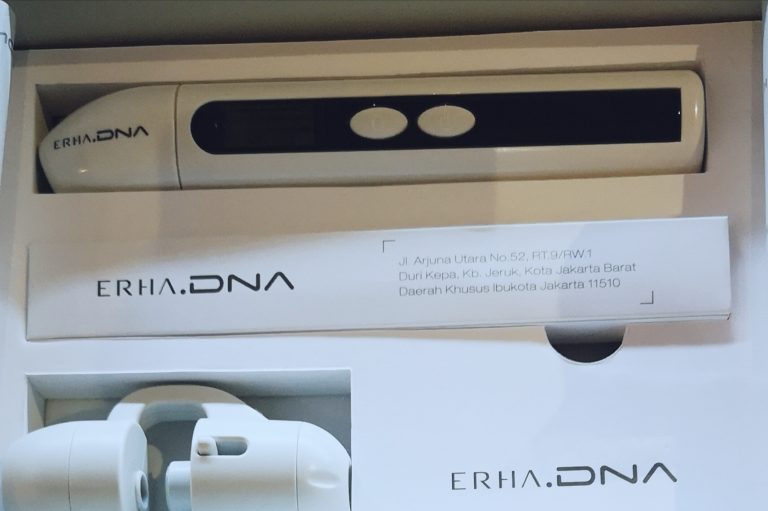 ERHA.DNA
ERHA.DNA
Jl. Arjuna Utara No.52, RT.9/RW.1
Duri Kepa, Kb. Jeruk, Kota Jakarta Barat
Daerah Khusus Ibukota Jakarta 11510
ERHA.DNA